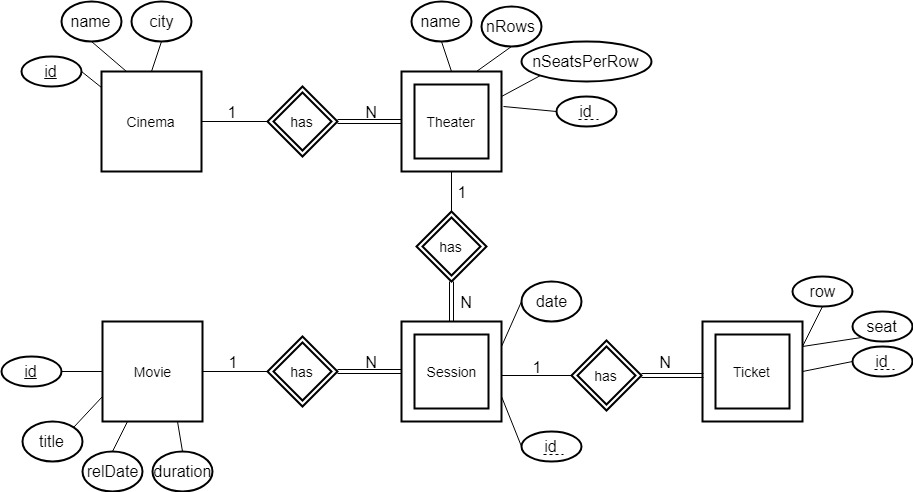 name
city
name
nRows
id
nSeatsPerRow
id
Cinema
1
has
N
Theater
1
has
N
date
row
seat
id
Movie
1
has
N
Session
1
has
N
Ticket
id
title
relDate
duration
id